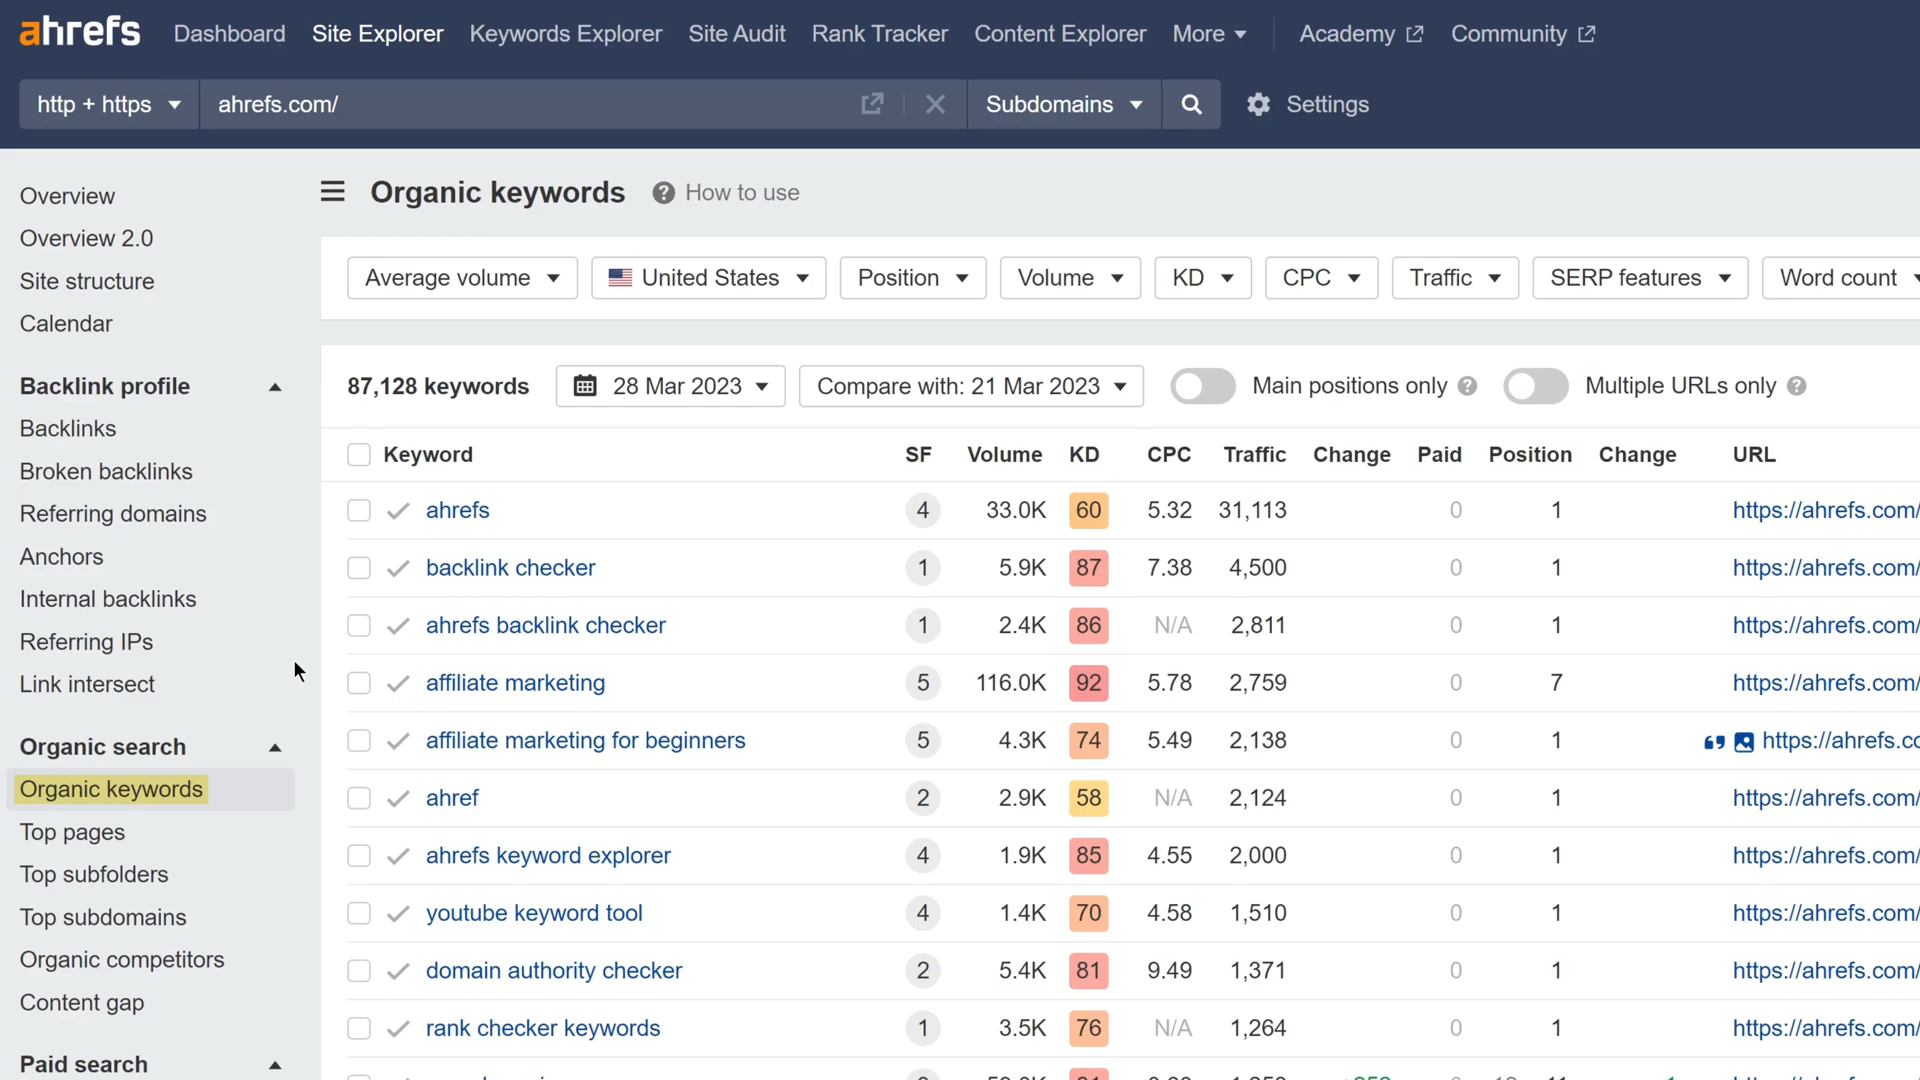 ahrefs Dashboard Site Explorer Keywords Explorer Site Audit Rank Tracker Content Explorer More Academy Community
http + https ahrefs.com/ Subdomains Settings
Overview
Overview 2.0
Site structure
Calendar
Backlink profile
Backlinks
Broken backlinks
Referring domains
Anchors
Internal backlinks
Referring IPs
Link intersect
Organic search
Organic keywords
Top pages
Top subfolders
Top subdomains
Organic competitors
Content gap
Paid search
Organic keywords ? How to use
Average volume United States Position Volume KD CPC Traffic SERP features Word count
87,128 keywords 28 Mar 2023 Compare with: 21 Mar 2023 Main positions only ? Multiple URLs only ?
Keyword SF Volume KD CPC Traffic Change Paid Position Change URL
ahrefs 4 33.0K 60 5.32 31,113 0 1 https://ahrefs.com/
backlink checker 1 5.9K 87 7.38 4,500 0 1 https://ahrefs.com/
ahrefs backlink checker 1 2.4K 86 N/A 2,811 0 1 https://ahrefs.com/
affiliate marketing 5 116.0K 92 5.78 2,759 0 7 https://ahrefs.com/
affiliate marketing for beginners 5 4.3K 74 5.49 2,138 0 1 https://ahrefs.co
ahref 2 2.9K 58 N/A 2,124 0 1 https://ahrefs.com/
ahrefs keyword explorer 4 1.9K 85 4.55 2,000 0 1 https://ahrefs.com/
youtube keyword tool 4 1.4K 70 4.58 1,510 0 1 https://ahrefs.com/
domain authority checker 2 5.4K 81 9.49 1,371 0 1 https://ahrefs.com/
rank checker keywords 1 3.5K 76 N/A 1,264 0 1 https://ahrefs.com/